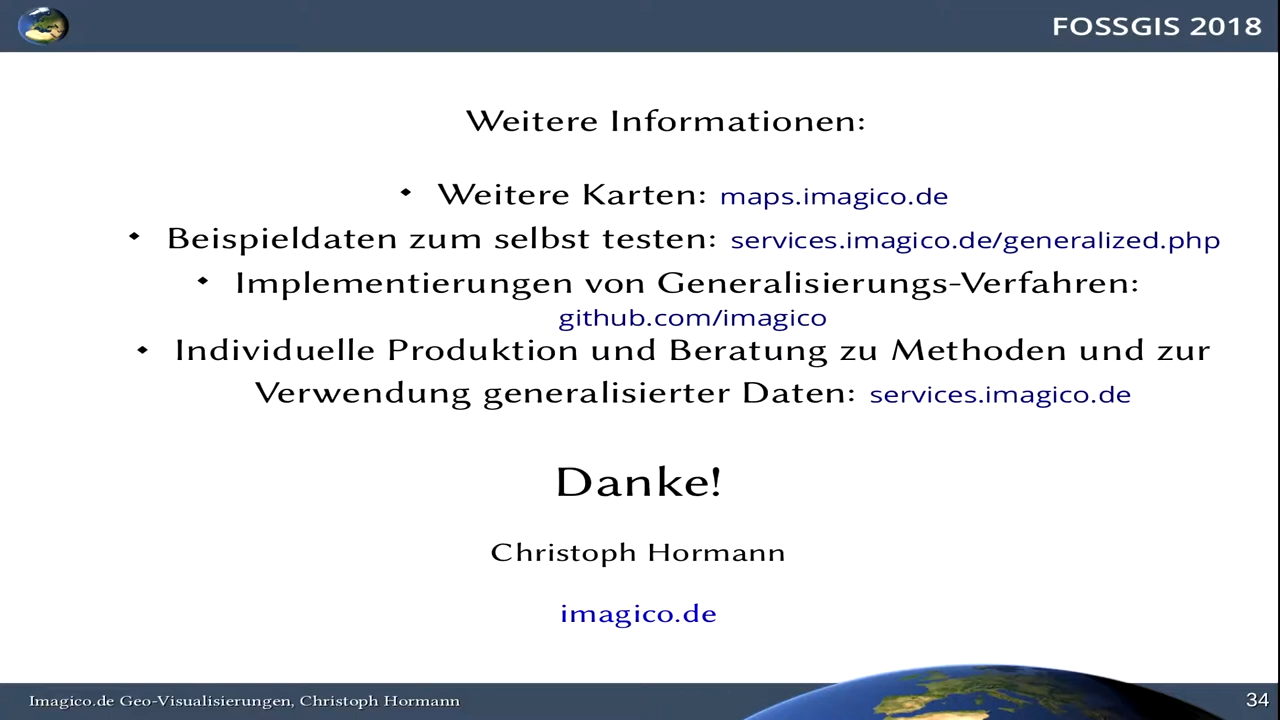 FOSSGIS 2018
Weitere Informationen:
• Weitere Karten: maps.imagico.de
• Beispieldaten zum selbst testen: services.imagico.de/generalized.php
• Implementierungen von Generalisierungs-Verfahren:
github.com/imagico
• Individuelle Produktion und Beratung zu Methoden und zur
Verwendung generalisierter Daten: services.imagico.de
Danke!
Christoph Hormann
imagico.de
Imagico.de Geo-Visualisierungen, Christoph Hormann
34